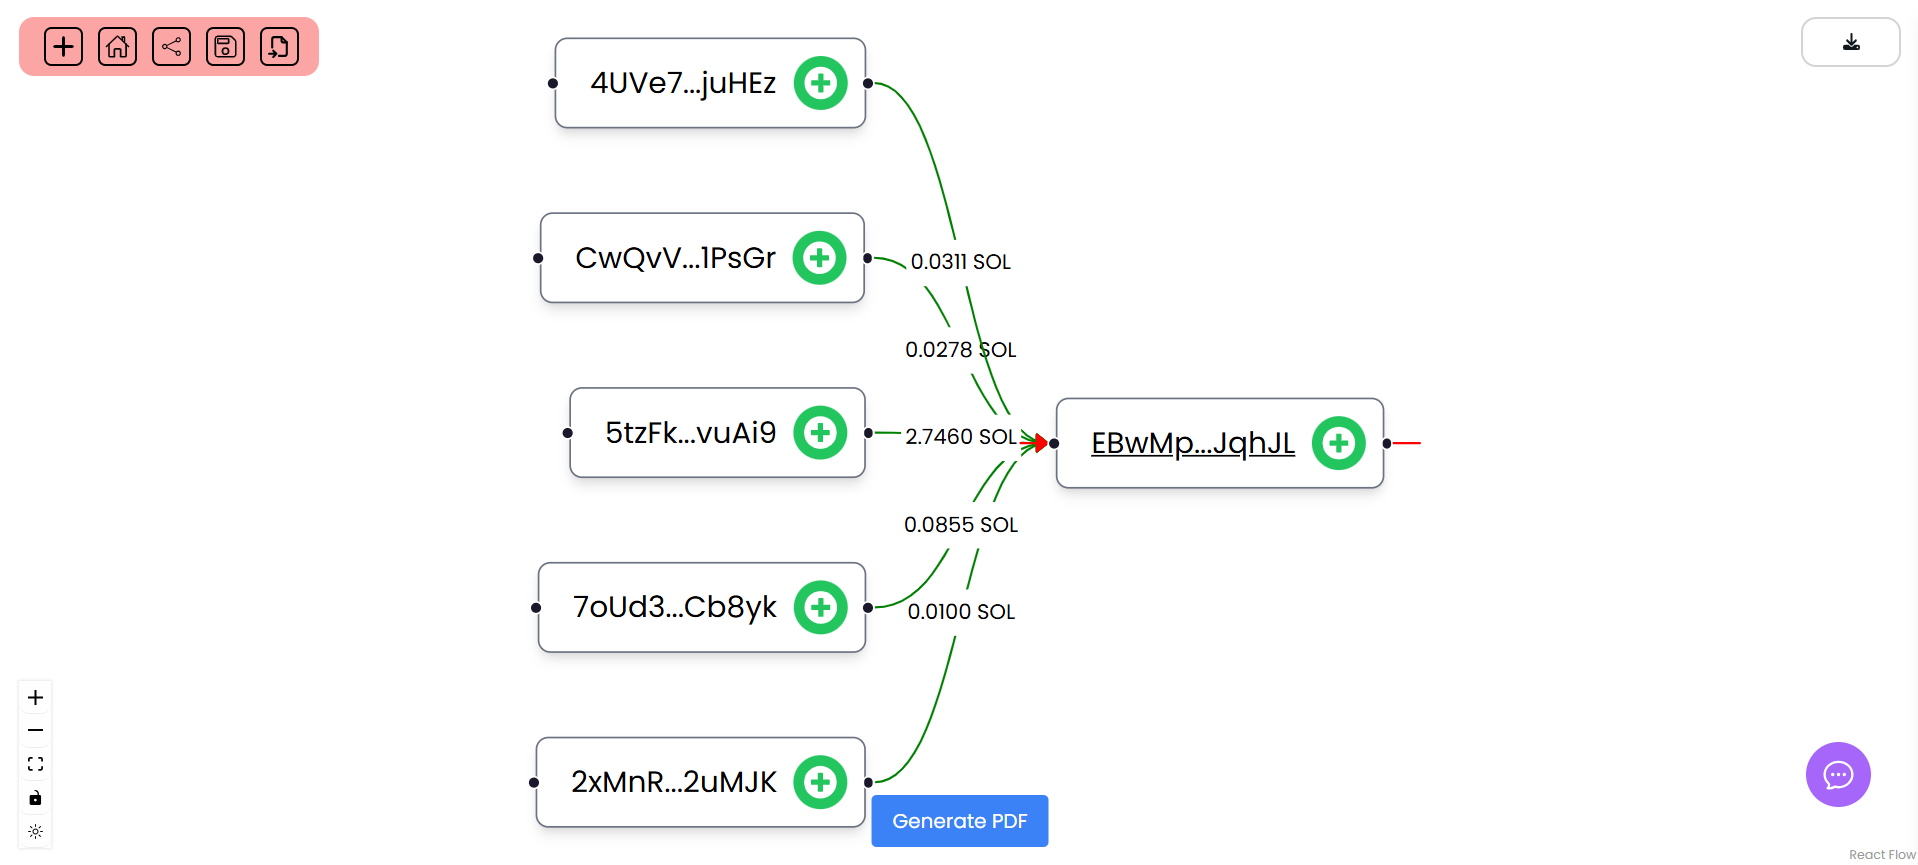 4UVe7...juHEz
CwQvV...1PsGr
0.0311 SOL
0.0278 SOL
5tzFk...vuAi9
2.7460 SOL
EBwMp...JqhJL
0.0855 SOL
7oUd3...Cb8yk
0.0100 SOL
2xMnR...2uMJK
Generate PDF
React Flow